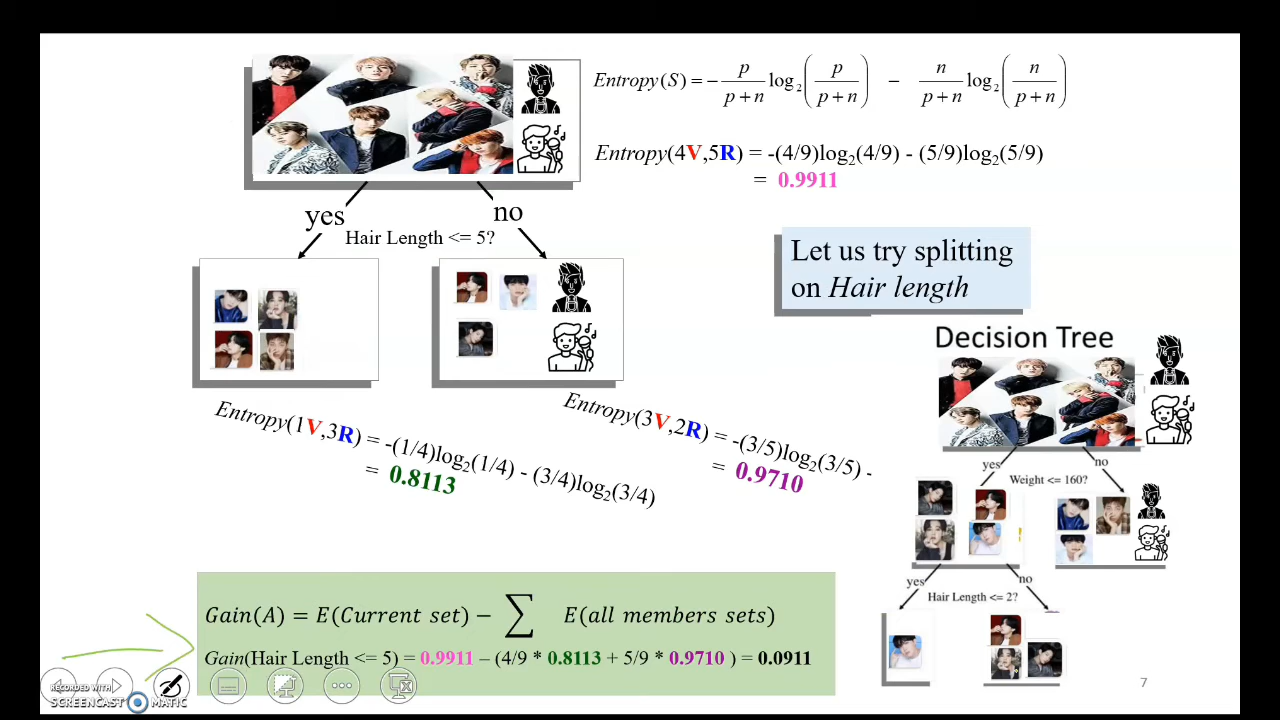 Entropy(S) = − p/(p+n) log₂(p/(p+n)) − n/(p+n) log₂(n/(p+n))
Entropy(4V,5R) = -(4/9)log₂(4/9) - (5/9)log₂(5/9)
= 0.9911
yes
no
Hair Length <= 5?
Let us try splitting
on Hair length
Entropy(1V,3R) = -(1/4)log₂(1/4) - (3/4)log₂(3/4)
= 0.8113
Entropy(3V,2R) = -(3/5)log₂(3/5) -
= 0.9710
Decision Tree
yes
no
Weight <= 160?
yes
no
Hair Length <= 2?
Gain(A) = E(Current set) − ∑ E(all members sets)
Gain(Hair Length <= 5) = 0.9911 – (4/9 * 0.8113 + 5/9 * 0.9710 ) = 0.0911
RECORDED WITH
SCREENCAST MATIC
7